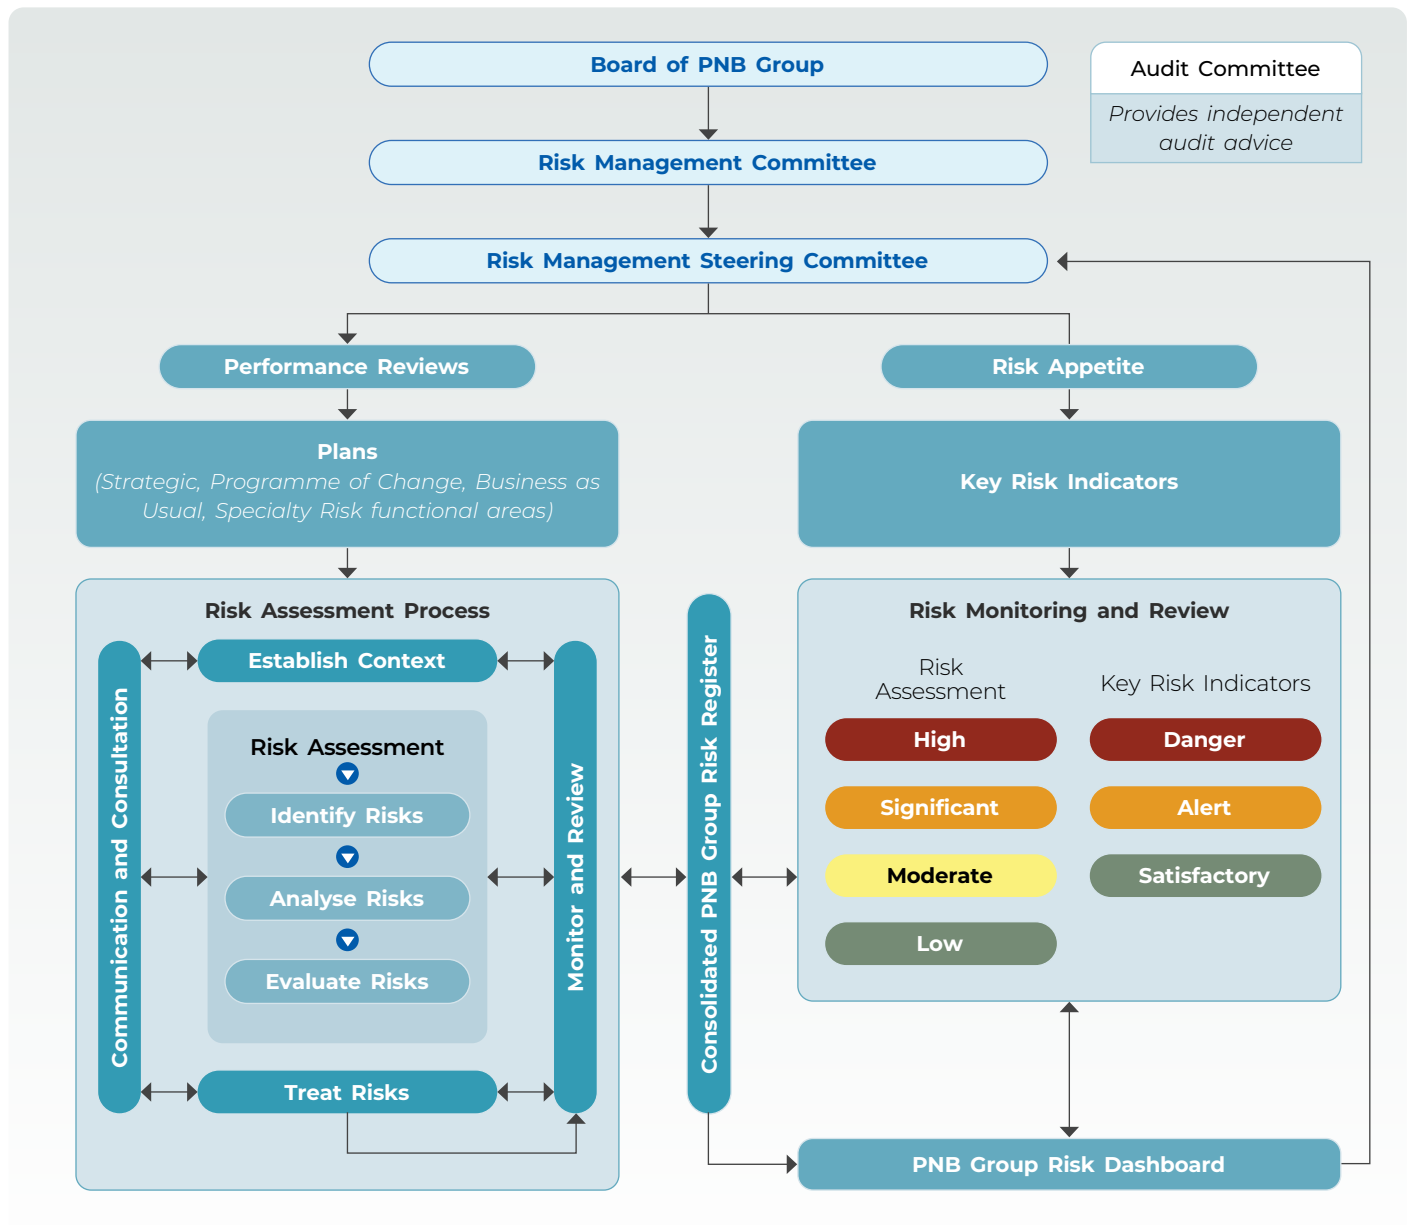 Board of PNB Group
Audit Committee
Provides independent
audit advice
Risk Management Committee
Risk Management Steering Committee
Performance Reviews
Risk Appetite
Plans
(Strategic, Programme of Change, Business as
Usual, Specialty Risk functional areas)
Key Risk Indicators
Risk Assessment Process
Communication and Consultation
Establish Context
Risk Assessment
Identify Risks
Analyse Risks
Evaluate Risks
Treat Risks
Monitor and Review
Consolidated PNB Group Risk Register
Risk Monitoring and Review
Risk
Assessment
High
Significant
Moderate
Low
Key Risk Indicators
Danger
Alert
Satisfactory
PNB Group Risk Dashboard